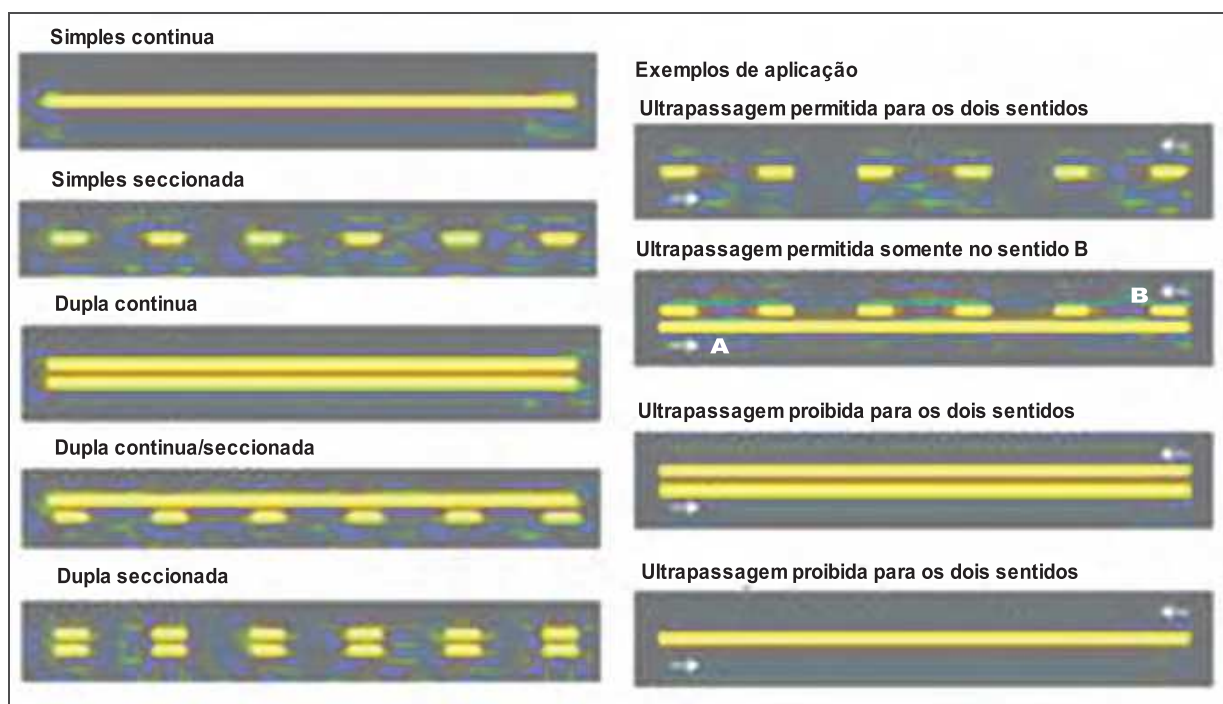 Simples continua
Simples seccionada
Dupla continua
Dupla continua/seccionada
Dupla seccionada
Exemplos de aplicação
Ultrapassagem permitida para os dois sentidos
Ultrapassagem permitida somente no sentido B
B
A
Ultrapassagem proibida para os dois sentidos
Ultrapassagem proibida para os dois sentidos